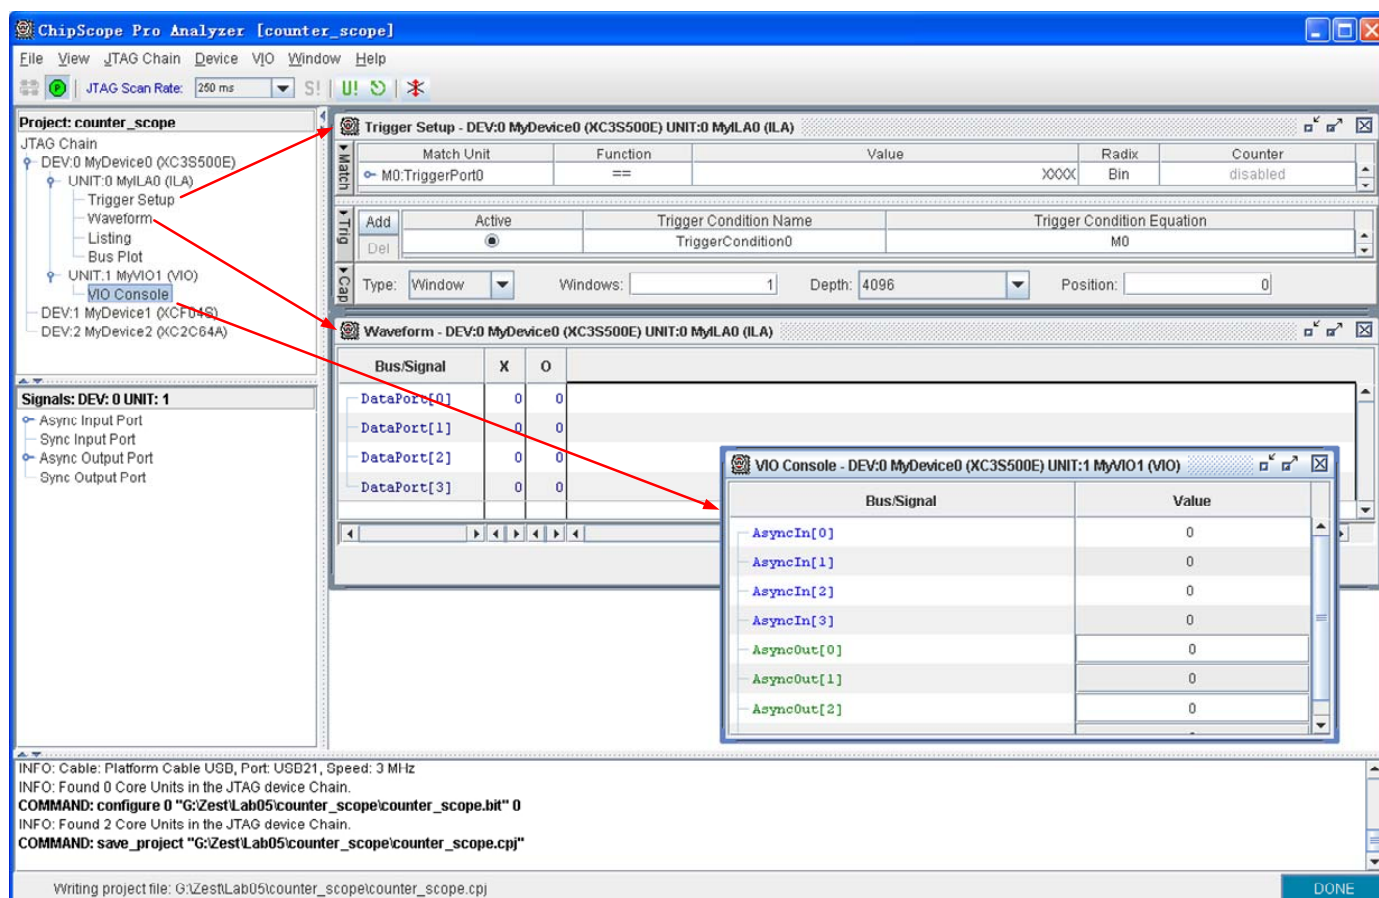 ChipScope Pro Analyzer [counter_scope]
File View JTAG Chain Device VIO Window Help
JTAG Scan Rate: 250 ms S! U!
Project: counter_scope
JTAG Chain
DEV:0 MyDevice0 (XC3S500E)
UNIT:0 MyILA0 (ILA)
Trigger Setup
Waveform
Listing
Bus Plot
UNIT:1 MyVIO1 (VIO)
VIO Console
DEV:1 MyDevice1 (XCF04S)
DEV:2 MyDevice2 (XC2C64A)
Signals: DEV: 0 UNIT: 1
Async Input Port
Sync Input Port
Async Output Port
Sync Output Port
Trigger Setup - DEV:0 MyDevice0 (XC3S500E) UNIT:0 MyILA0 (ILA)
Match
Match Unit Function Value Radix Counter
M0:TriggerPort0 == XXXX Bin disabled
Trig
Add Active Trigger Condition Name Trigger Condition Equation
Del TriggerCondition0 M0
Cap
Type: Window Windows: 1 Depth: 4096 Position: 0
Waveform - DEV:0 MyDevice0 (XC3S500E) UNIT:0 MyILA0 (ILA)
Bus/Signal X O
DataPort[0] 0 0
DataPort[1] 0 0
DataPort[2] 0 0
DataPort[3] 0 0
VIO Console - DEV:0 MyDevice0 (XC3S500E) UNIT:1 MyVIO1 (VIO)
Bus/Signal Value
AsyncIn[0] 0
AsyncIn[1] 0
AsyncIn[2] 0
AsyncIn[3] 0
AsyncOut[0] 0
AsyncOut[1] 0
AsyncOut[2] 0
INFO: Cable: Platform Cable USB, Port: USB21, Speed: 3 MHz
INFO: Found 0 Core Units in the JTAG device Chain.
COMMAND: configure 0 "G:\Zest\Lab05\counter_scope\counter_scope.bit" 0
INFO: Found 2 Core Units in the JTAG device Chain.
COMMAND: save_project "G:\Zest\Lab05\counter_scope\counter_scope.cpj"
Writing project file: G:\Zest\Lab05\counter_scope\counter_scope.cpj DONE